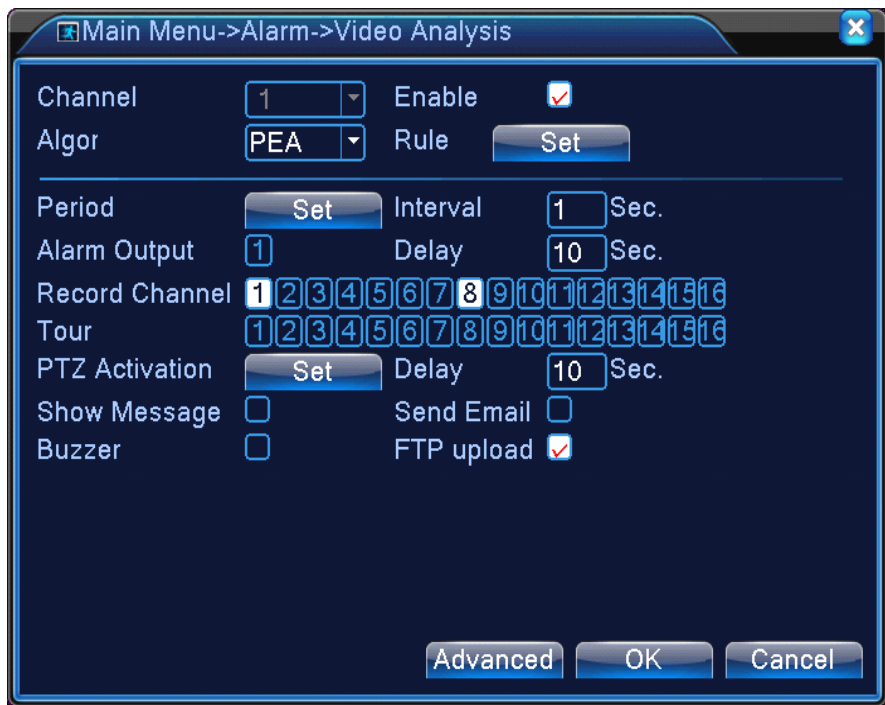 Main Menu->Alarm->Video Analysis
Channel 1 Enable
Algor PEA Rule Set
Period Set Interval 1 Sec.
Alarm Output 1 Delay 10 Sec.
Record Channel 1 2 3 4 5 6 7 8 9 10 11 12 13 14 15 16
Tour 1 2 3 4 5 6 7 8 9 10 11 12 13 14 15 16
PTZ Activation Set Delay 10 Sec.
Show Message Send Email
Buzzer FTP upload
Advanced OK Cancel